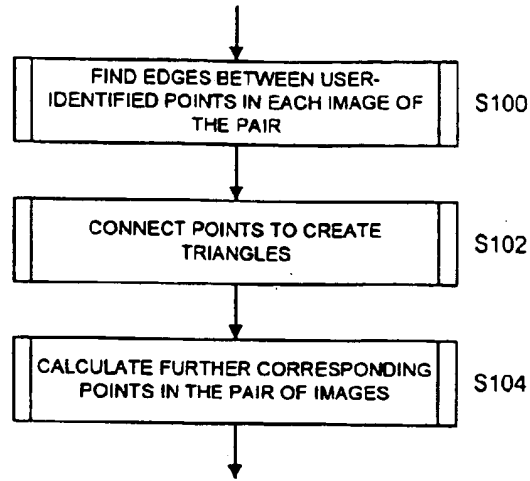 FIND EDGES BETWEEN USER-
IDENTIFIED POINTS IN EACH IMAGE OF
THE PAIR
S100
CONNECT POINTS TO CREATE
TRIANGLES
S102
CALCULATE FURTHER CORRESPONDING
POINTS IN THE PAIR OF IMAGES
S104